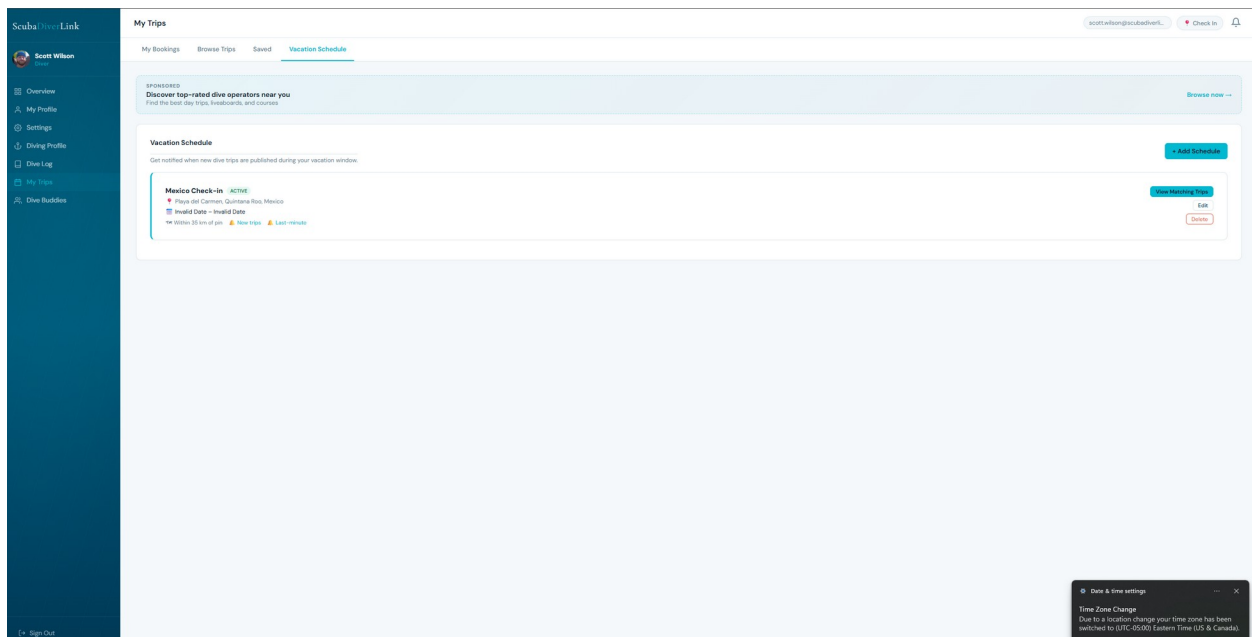 ScubaDiverLink
My Trips
scott.wilson@scubadiverli...
Check In
Scott Wilson
Diver
My Bookings
Browse Trips
Saved
Vacation Schedule
Overview
My Profile
Settings
Diving Profile
Dive Log
My Trips
Dive Buddies
SPONSORED
Discover top-rated dive operators near you
Find the best day trips, liveaboards, and courses
Browse now →
Vacation Schedule
Get notified when new dive trips are published during your vacation window.
+ Add Schedule
Mexico Check-in ACTIVE
Playa del Carmen, Quintana Roo, Mexico
Invalid Date – Invalid Date
Within 35 km of pin New trips Last-minute
View Matching Trips
Edit
Delete
Date & time settings
Time Zone Change
Due to a location change your time zone has been
switched to (UTC-05:00) Eastern Time (US & Canada).
Sign Out